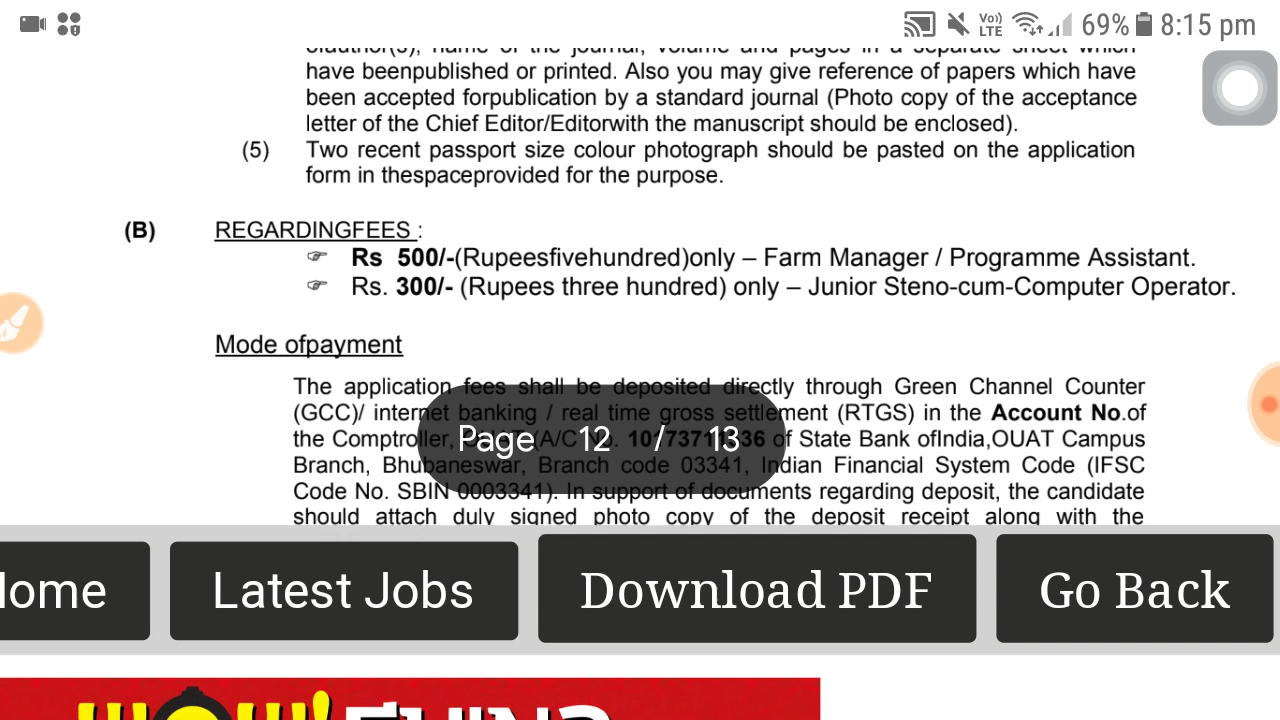 69% 8:15 pm
Vo)) LTE
have beenpublished or printed. Also you may give reference of papers which have
been accepted forpublication by a standard journal (Photo copy of the acceptance
letter of the Chief Editor/Editorwith the manuscript should be enclosed).
(5) Two recent passport size colour photograph should be pasted on the application
form in thespaceprovided for the purpose.
(B) REGARDINGFEES :
Rs 500/-(Rupeesfivehundred)only – Farm Manager / Programme Assistant.
Rs. 300/- (Rupees three hundred) only – Junior Steno-cum-Computer Operator.
Mode ofpayment
The application fees shall be deposited directly through Green Channel Counter
(GCC)/ internet banking / real time gross settlement (RTGS) in the Account No.of
the Comptroller, (A/C No. of State Bank ofIndia,OUAT Campus
Page 12 / 13
Branch, Bhubaneswar, Branch code 03341, Indian Financial System Code (IFSC
Code No. SBIN 0003341). In support of documents regarding deposit, the candidate
should attach duly signed photo copy of the deposit receipt along with the
Latest Jobs Download PDF Go Back